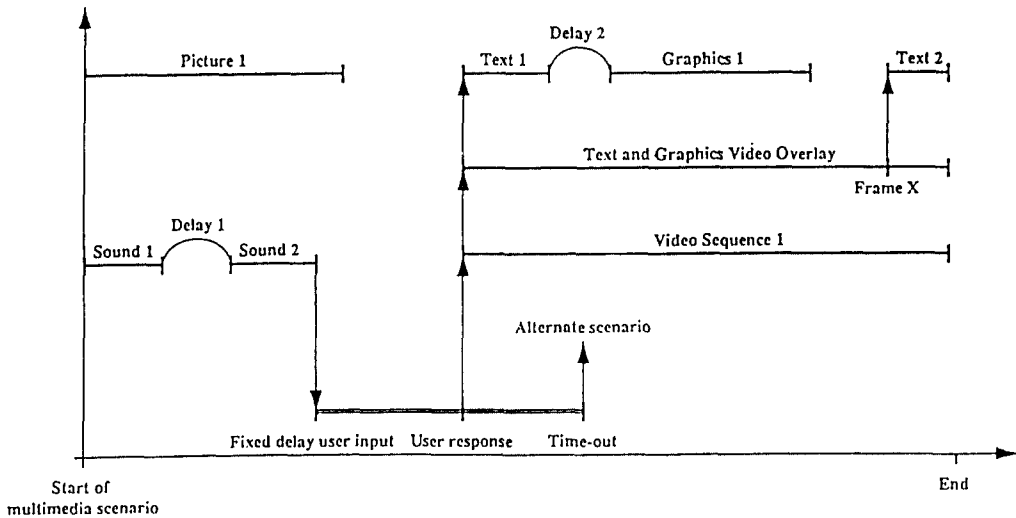 Delay 2
Picture 1
Text 1
Graphics 1
Text 2
Text and Graphics Video Overlay
Frame X
Delay 1
Sound 1
Sound 2
Video Sequence 1
Alternate scenario
Fixed delay user input
User response
Time-out
Start of
multimedia scenario
End